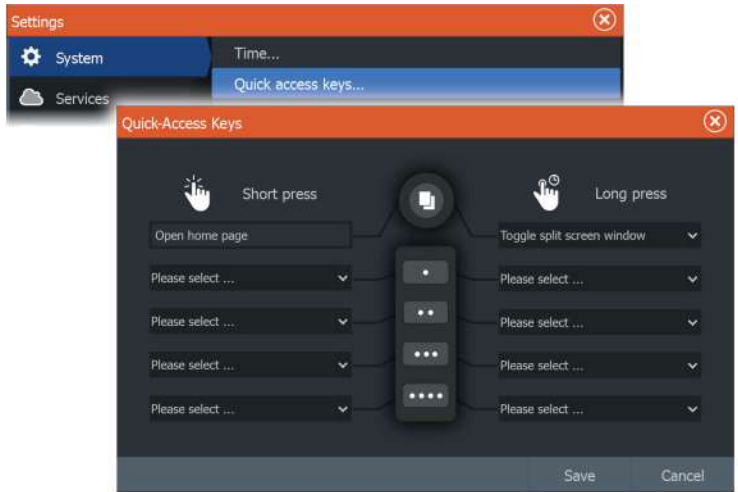 Settings
System
Time...
Quick access keys...
Services
Quick-Access Keys
Short press
Long press
Open home page
Toggle split screen window
Please select ...
Please select ...
Please select ...
Please select ...
Please select ...
Please select ...
Please select ...
Please select ...
Save
Cancel